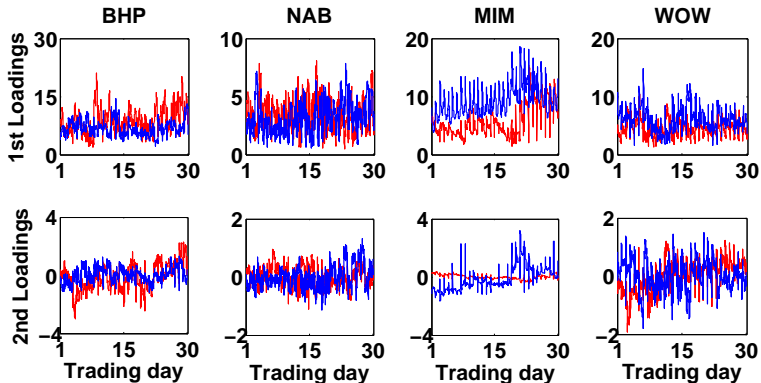 BHP NAB MIM WOW
1st Loadings
30 10 20 20
15 5 10 10
0 0 0 0
1 15 30 1 15 30 1 15 30 1 15 30
2nd Loadings
4 2 4 2
0 0 0 0
−4 −2 −4 −2
1 15 30 1 15 30 1 15 30 1 15 30
Trading day Trading day Trading day Trading day